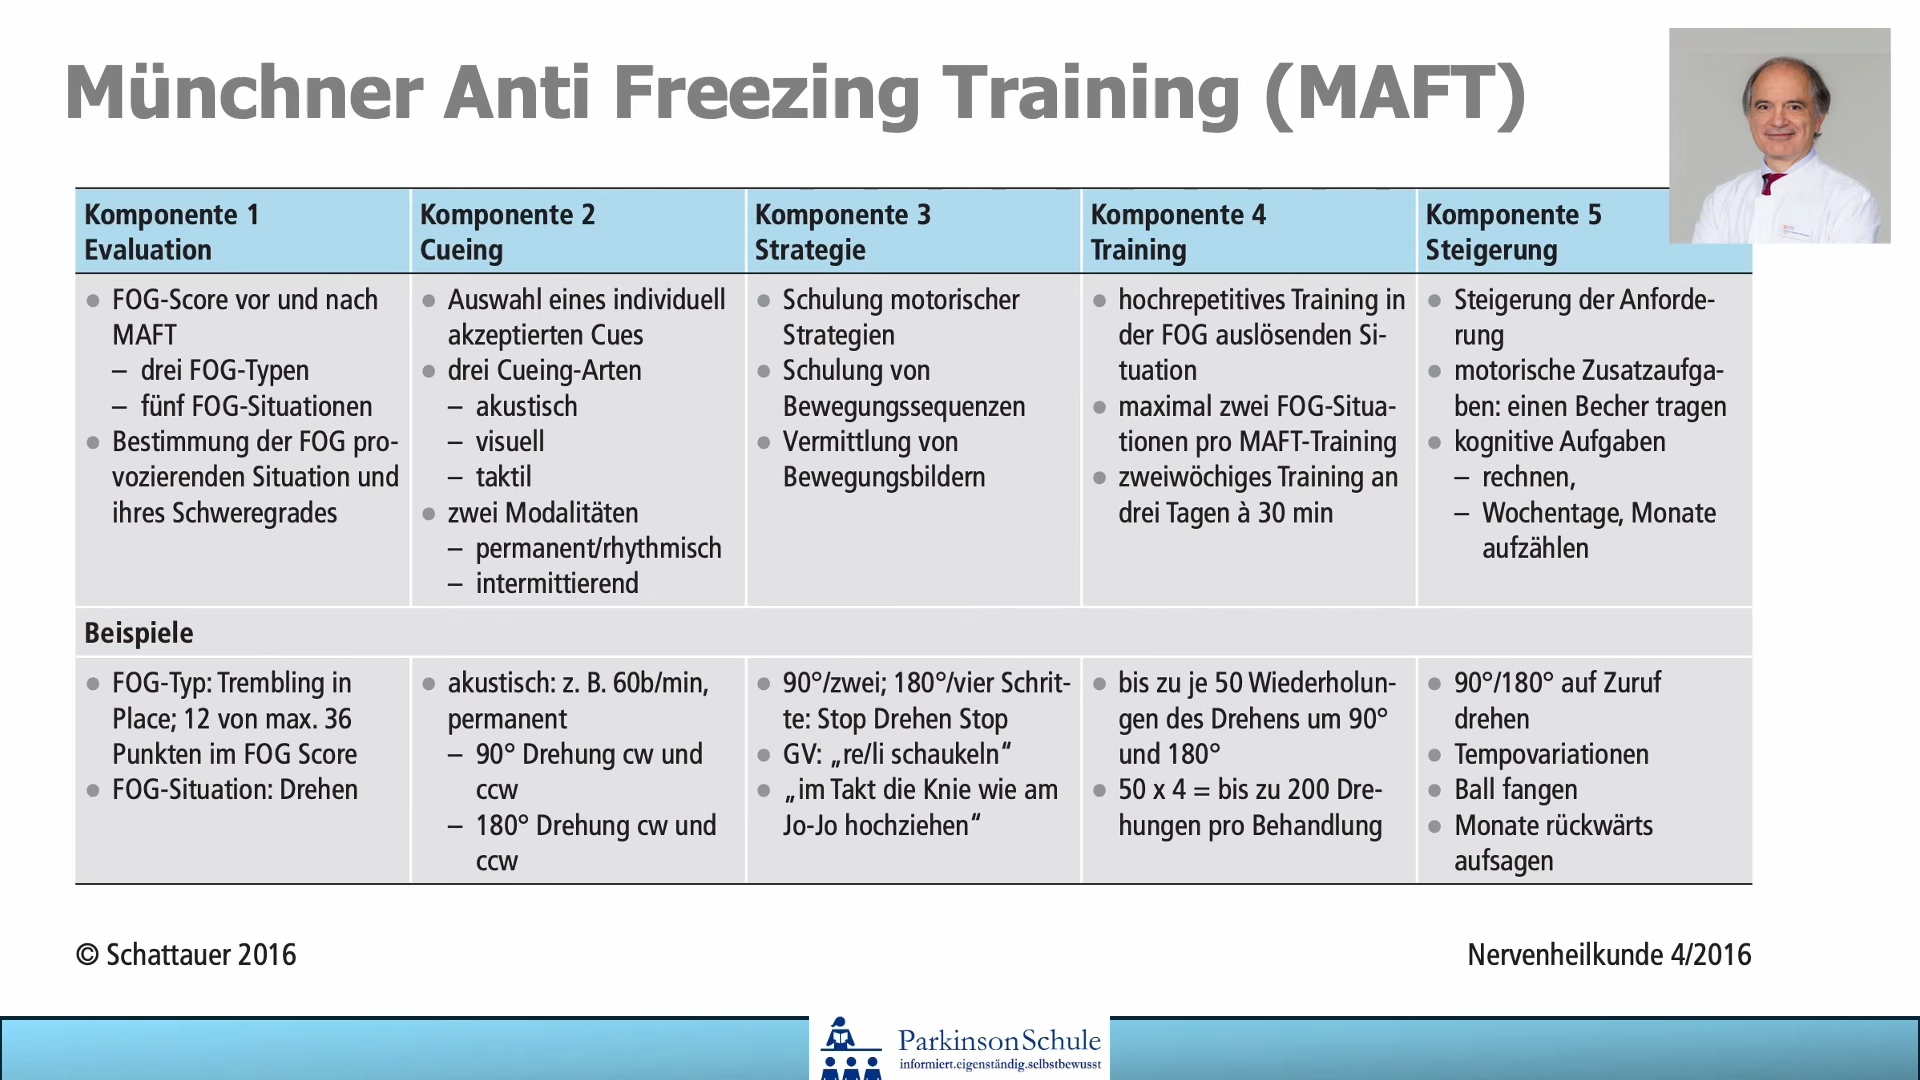 Münchner Anti Freezing Training (MAFT)
Komponente 1
Evaluation
Komponente 2
Cueing
Komponente 3
Strategie
Komponente 4
Training
Komponente 5
Steigerung
● FOG-Score vor und nach
MAFT
– drei FOG-Typen
– fünf FOG-Situationen
● Bestimmung der FOG pro-
vozierenden Situation und
ihres Schweregrades
● Auswahl eines individuell
akzeptierten Cues
● drei Cueing-Arten
– akustisch
– visuell
– taktil
● zwei Modalitäten
– permanent/rhythmisch
– intermittierend
● Schulung motorischer
Strategien
● Schulung von
Bewegungssequenzen
● Vermittlung von
Bewegungsbildern
● hochrepetitives Training in
der FOG auslösenden Si-
tuation
● maximal zwei FOG-Situa-
tionen pro MAFT-Training
● zweiwöchiges Training an
drei Tagen à 30 min
● Steigerung der Anforde-
rung
● motorische Zusatzaufga-
ben: einen Becher tragen
● kognitive Aufgaben
– rechnen,
– Wochentage, Monate
aufzählen
Beispiele
● FOG-Typ: Trembling in
Place; 12 von max. 36
Punkten im FOG Score
● FOG-Situation: Drehen
● akustisch: z. B. 60b/min,
permanent
– 90° Drehung cw und
ccw
– 180° Drehung cw und
ccw
● 90°/zwei; 180°/vier Schrit-
te: Stop Drehen Stop
● GV: „re/li schaukeln“
● „im Takt die Knie wie am
Jo-Jo hochziehen“
● bis zu je 50 Wiederholun-
gen des Drehens um 90°
und 180°
● 50 x 4 = bis zu 200 Dre-
hungen pro Behandlung
● 90°/180° auf Zuruf
drehen
● Tempovariationen
● Ball fangen
● Monate rückwärts
aufsagen
© Schattauer 2016
Nervenheilkunde 4/2016
ParkinsonSchule
informiert.eigenständig.selbstbewusst